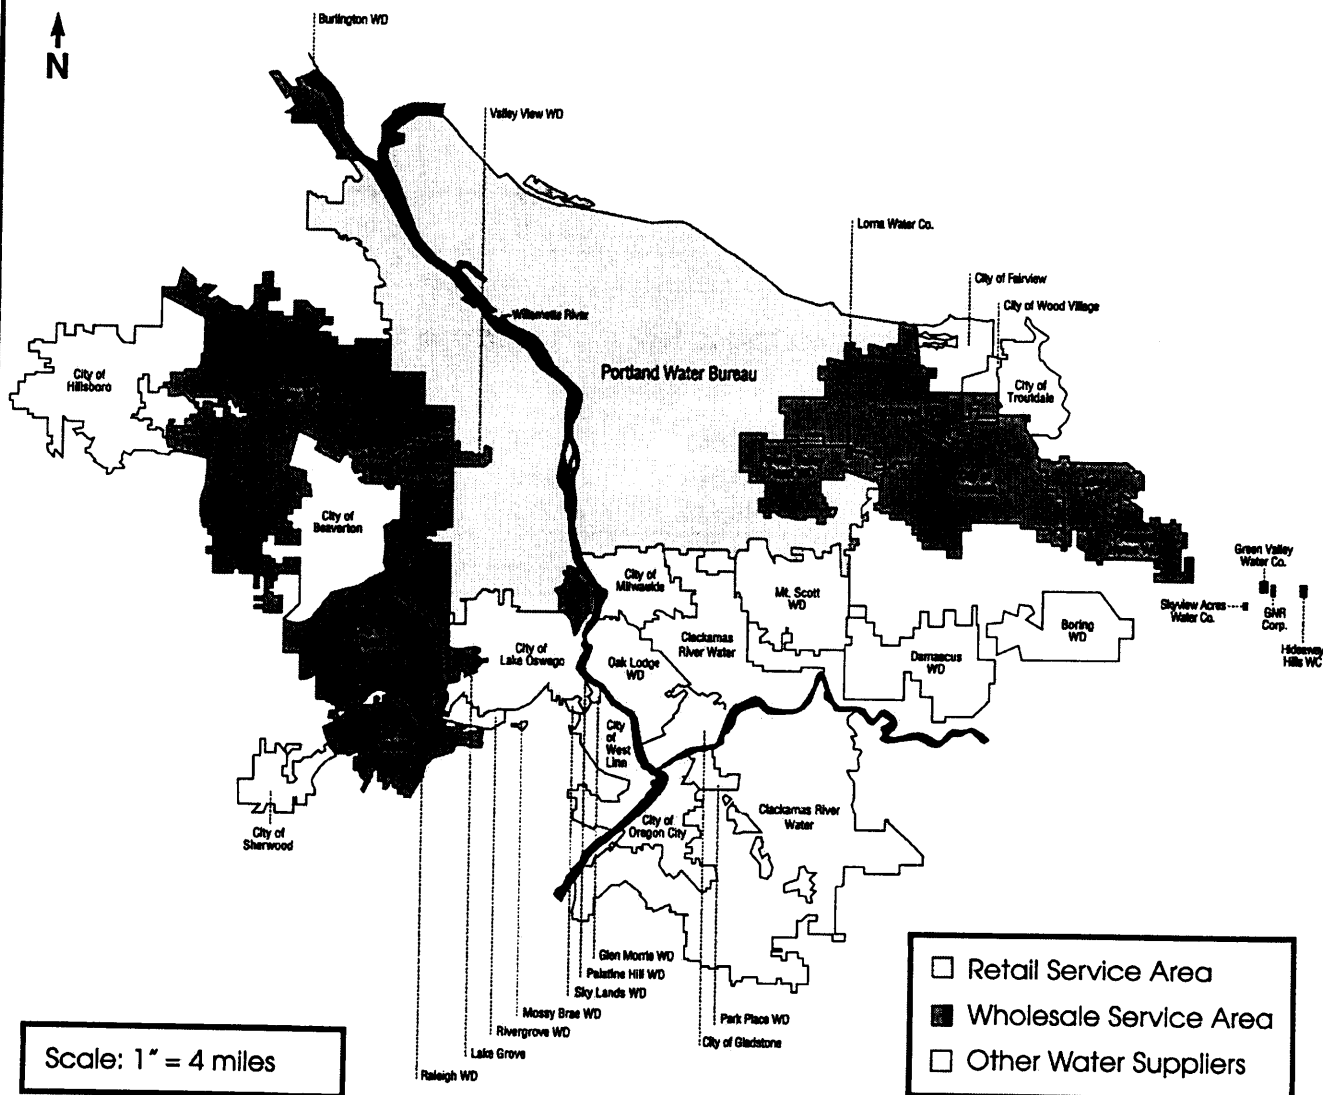 Burlington WD
N
Valley View WD
Lorna Water Co.
City of Fairview
City of Wood Village
Willamette River
Portland Water Bureau
City of
Hillsboro
City of
Troutdale
City of
Beaverton
Green Valley
Water Co.
Skyview Acres
Water Co.
GNR
Corp.
Hideaway
Hills WC
City of
Milwaukie
Mt. Scott
WD
Boring
WD
Clackamas
River Water
City of
Lake Oswego
Oak Lodge
WD
Damascus
WD
City
of
West
Linn
City of
Sherwood
City of
Oregon City
Clackamas River
Water
Glen Morrie WD
Palatine Hill WD
Sky Lands WD
Mossy Brae WD
Rivergrove WD
Lake Grove
Raleigh WD
Park Place WD
City of Gladstone
Scale: 1" = 4 miles
Retail Service Area
Wholesale Service Area
Other Water Suppliers